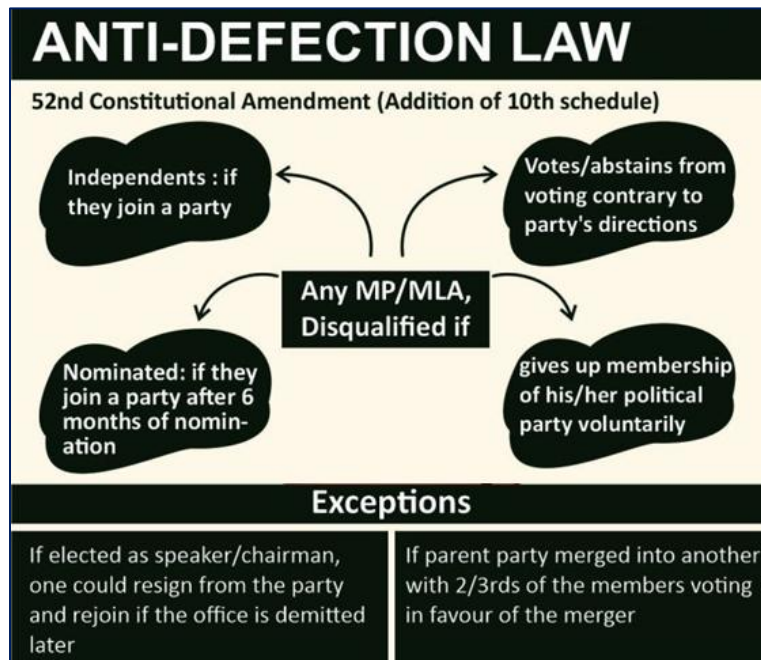 ANTI-DEFECTION LAW
52nd Constitutional Amendment (Addition of 10th schedule)
Independents : if
they join a party
Votes/abstains from
voting contrary to
party's directions
Any MP/MLA,
Disqualified if
Nominated: if they
join a party after 6
months of nomin-
ation
gives up membership
of his/her political
party voluntarily
Exceptions
If elected as speaker/chairman,
one could resign from the party
and rejoin if the office is demitted
later
If parent party merged into another
with 2/3rds of the members voting
in favour of the merger